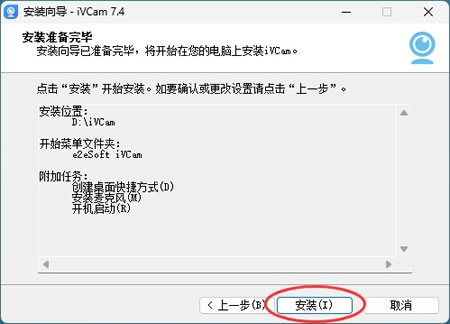 安装向导 - iVCam 7.4
安装准备完毕
安装向导已准备完毕，将开始在您的电脑上安装iVCam。
点击“安装”开始安装。如要确认或更改设置请点击“上一步”。
安装位置:
D:\iVCam
开始菜单文件夹:
e2eSoft iVCam
附加任务:
创建桌面快捷方式(D)
安装麦克风(M)
开机启动(R)
< 上一步(B) 安装(I) 取消